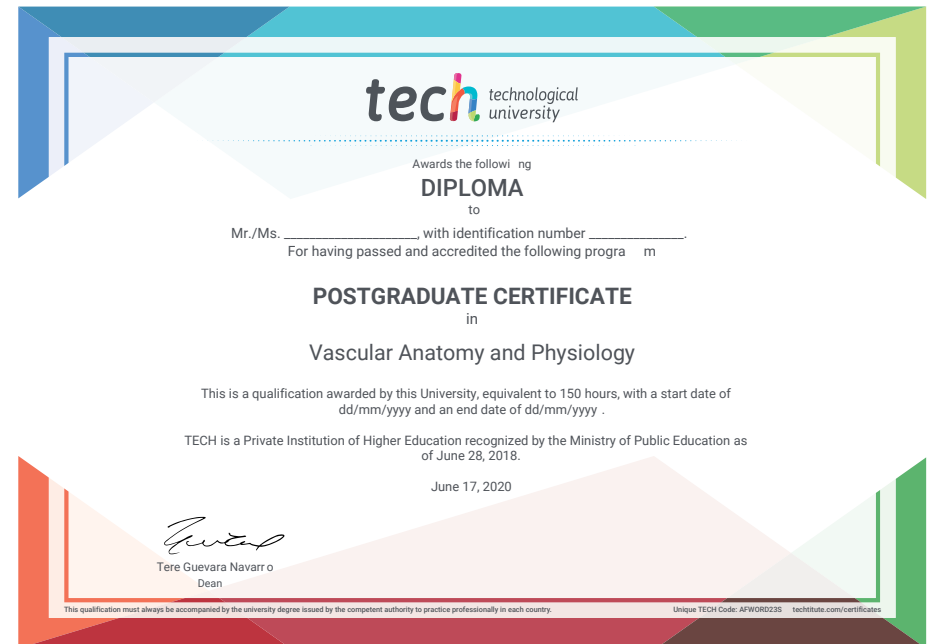 tech technological
university
Awards the followi ng
DIPLOMA
to
Mr./Ms. ____________________, with identification number ______________.
For having passed and accredited the following progra m
POSTGRADUATE CERTIFICATE
in
Vascular Anatomy and Physiology
This is a qualification awarded by this University, equivalent to 150 hours, with a start date of
dd/mm/yyyy and an end date of dd/mm/yyyy .
TECH is a Private Institution of Higher Education recognized by the Ministry of Public Education as
of June 28, 2018.
June 17, 2020
Tere Guevara Navarro
Dean
This qualification must always be accompanied by the university degree issued by the competent authority to practice professionally in each country. Unique TECH Code: AFWORD23S techtitute.com/certificates